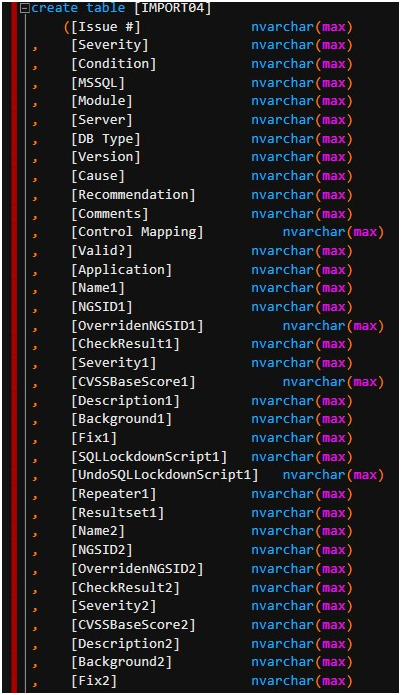 create table [IMPORT04]
([Issue #] nvarchar(max)
, [Severity] nvarchar(max)
, [Condition] nvarchar(max)
, [MSSQL] nvarchar(max)
, [Module] nvarchar(max)
, [Server] nvarchar(max)
, [DB Type] nvarchar(max)
, [Version] nvarchar(max)
, [Cause] nvarchar(max)
, [Recommendation] nvarchar(max)
, [Comments] nvarchar(max)
, [Control Mapping] nvarchar(max)
, [Valid?] nvarchar(max)
, [Application] nvarchar(max)
, [Name1] nvarchar(max)
, [NGSID1] nvarchar(max)
, [OverridenNGSID1] nvarchar(max)
, [CheckResult1] nvarchar(max)
, [Severity1] nvarchar(max)
, [CVSSBaseScore1] nvarchar(max)
, [Description1] nvarchar(max)
, [Background1] nvarchar(max)
, [Fix1] nvarchar(max)
, [SQLLockdownScript1] nvarchar(max)
, [UndoSQLLockdownScript1] nvarchar(max)
, [Repeater1] nvarchar(max)
, [Resultset1] nvarchar(max)
, [Name2] nvarchar(max)
, [NGSID2] nvarchar(max)
, [OverridenNGSID2] nvarchar(max)
, [CheckResult2] nvarchar(max)
, [Severity2] nvarchar(max)
, [CVSSBaseScore2] nvarchar(max)
, [Description2] nvarchar(max)
, [Background2] nvarchar(max)
, [Fix2] nvarchar(max)